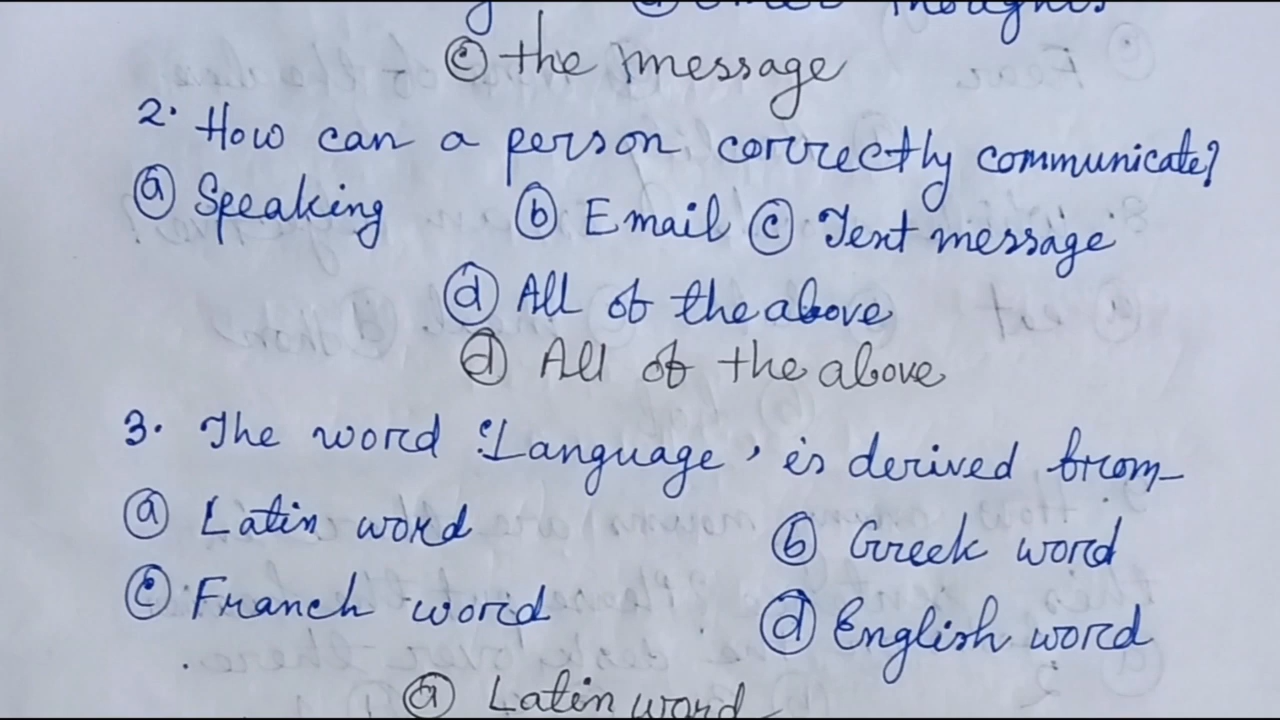 ⓒ the message
2. How can a person correctly communicate?
ⓐ Speaking ⓑ Email ⓒ Text message
ⓓ All of the above
ⓓ All of the above
3. The word 'Language' is derived from-
ⓐ Latin word ⓑ Greek word
ⓒ Franch word ⓓ English word
ⓐ Latin word